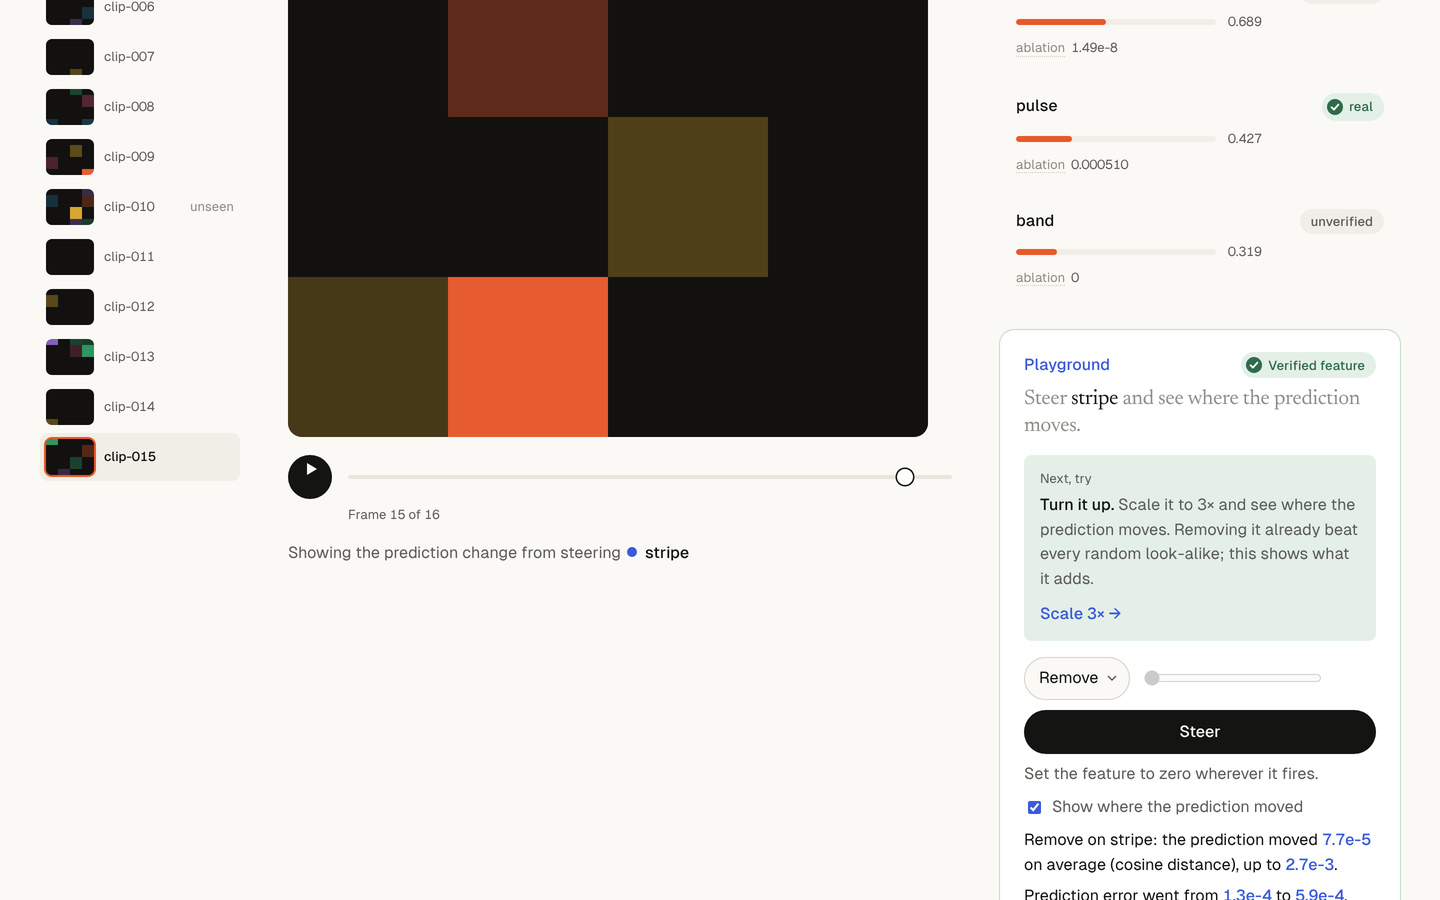 clip-006
clip-007
clip-008
clip-009
clip-010 unseen
clip-011
clip-012
clip-013
clip-014
clip-015
Frame 15 of 16
Showing the prediction change from steering stripe
0.689
ablation 1.49e-8
pulse real
0.427
ablation 0.000510
band unverified
0.319
ablation 0
Playground Verified feature
Steer stripe and see where the prediction
moves.
Next, try
Turn it up. Scale it to 3× and see where the
prediction moves. Removing it already beat
every random look-alike; this shows what
it adds.
Scale 3× →
Remove
Steer
Set the feature to zero wherever it fires.
Show where the prediction moved
Remove on stripe: the prediction moved 7.7e-5
on average (cosine distance), up to 2.7e-3.
Prediction error went from 1.3e-4 to 5.9e-4.